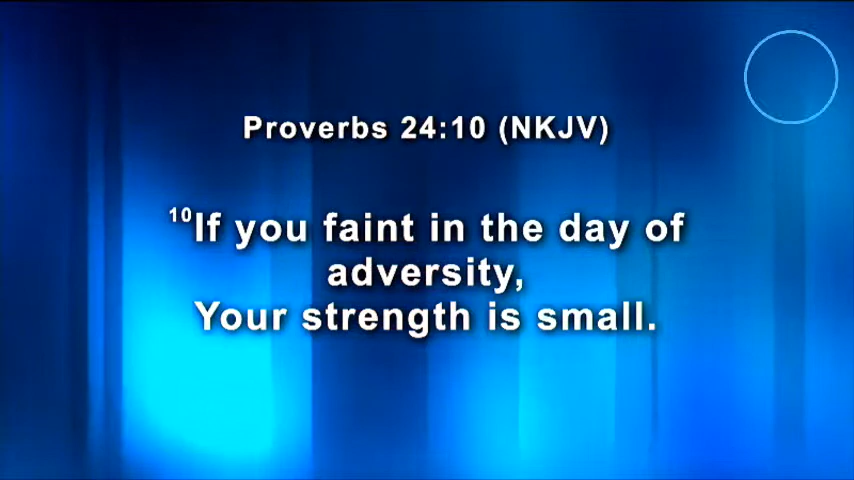 Proverbs 24:10 (NKJV)
¹⁰If you faint in the day of
adversity,
Your strength is small.